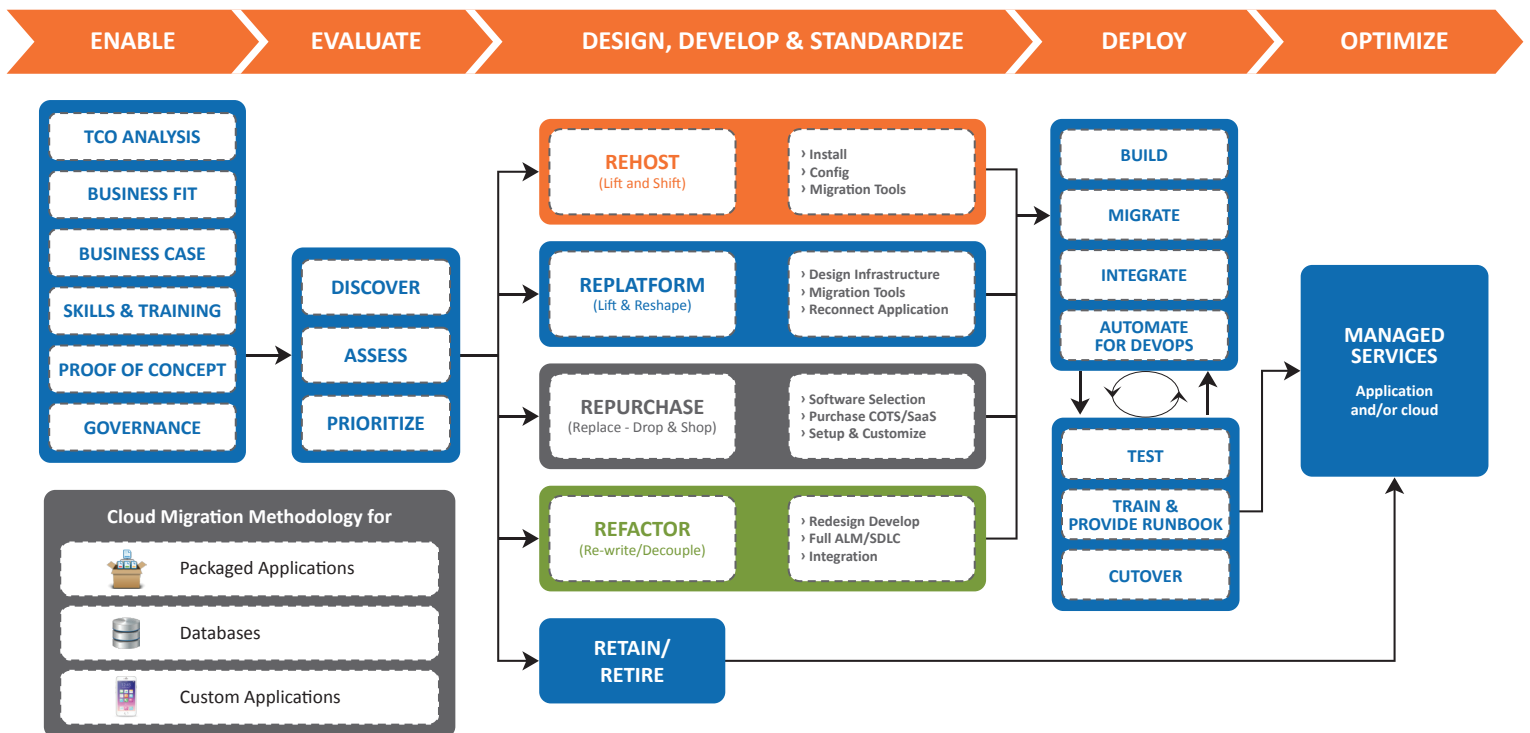 ENABLE
EVALUATE
DESIGN, DEVELOP & STANDARDIZE
DEPLOY
OPTIMIZE
TCO ANALYSIS
BUSINESS FIT
BUSINESS CASE
SKILLS & TRAINING
PROOF OF CONCEPT
GOVERNANCE
DISCOVER
ASSESS
PRIORITIZE
REHOST
(Lift and Shift)
› Install
› Config
› Migration Tools
REPLATFORM
(Lift & Reshape)
› Design Infrastructure
› Migration Tools
› Reconnect Application
REPURCHASE
(Replace - Drop & Shop)
› Software Selection
› Purchase COTS/SaaS
› Setup & Customize
REFACTOR
(Re-write/Decouple)
› Redesign Develop
› Full ALM/SDLC
› Integration
RETAIN/
RETIRE
BUILD
MIGRATE
INTEGRATE
AUTOMATE
FOR DEVOPS
TEST
TRAIN &
PROVIDE RUNBOOK
CUTOVER
MANAGED
SERVICES
Application
and/or cloud
Cloud Migration Methodology for
Packaged Applications
Databases
Custom Applications